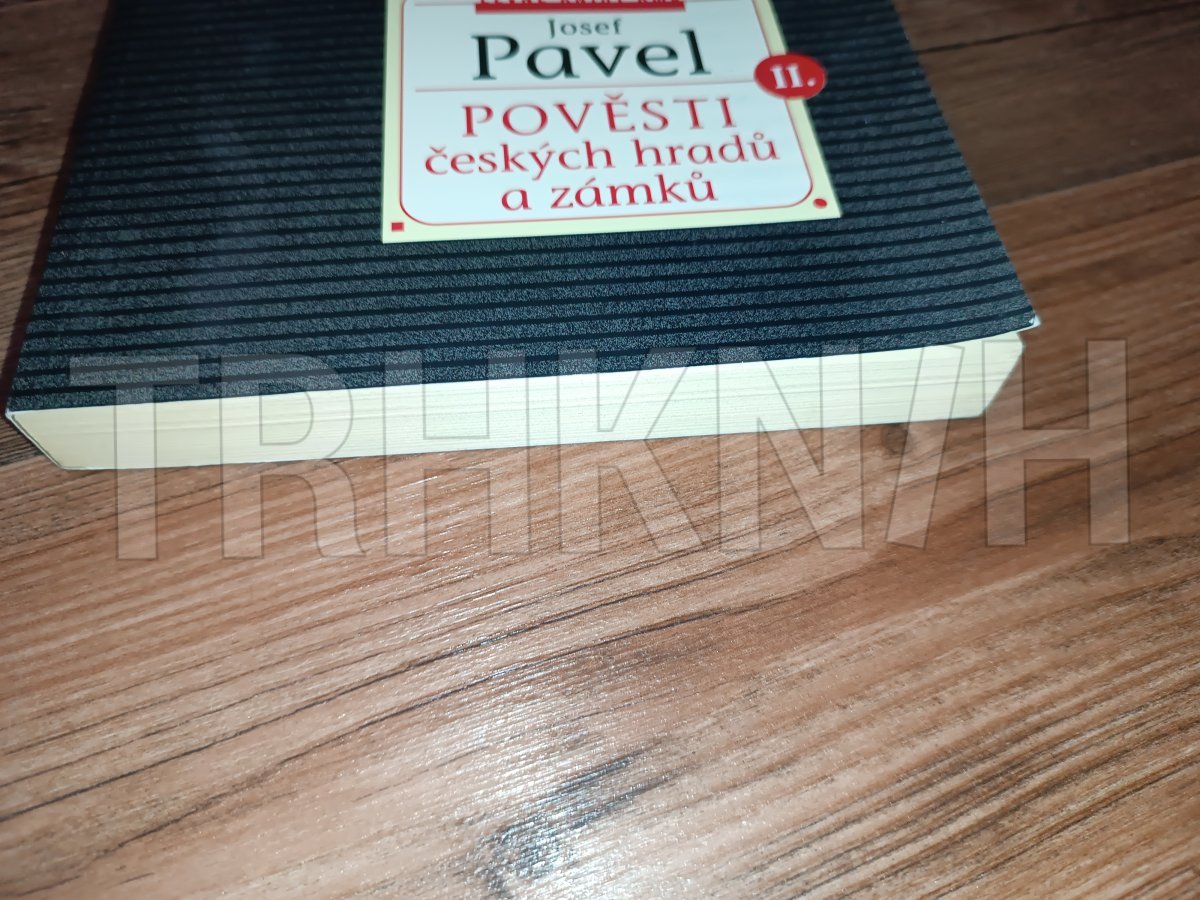 Josef
Pavel
II.
POVĚSTI
českých hradů
a zámků
TRHKNIH